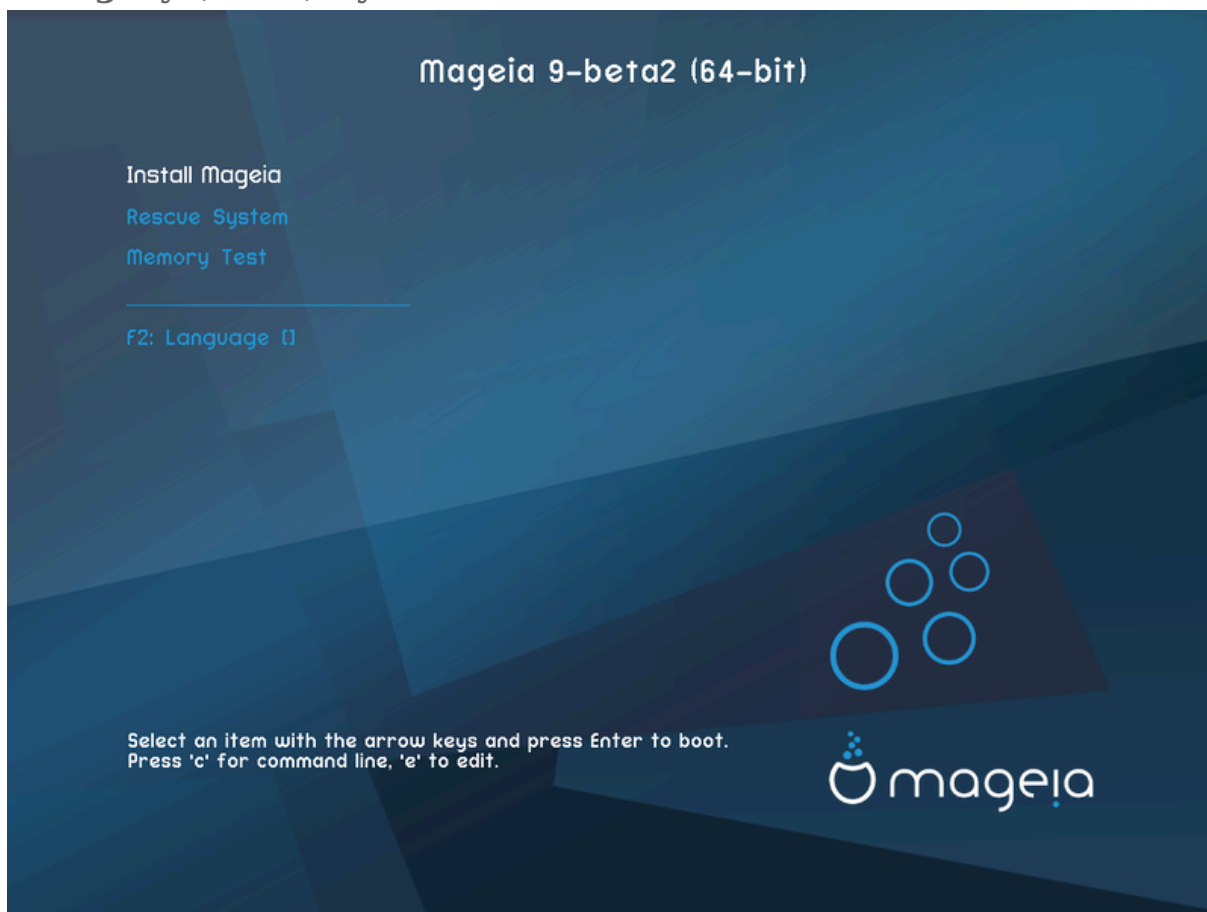 Mageia 9-beta2 (64-bit)
Install Mageia
Rescue System
Memory Test
F2: Language []
Select an item with the arrow keys and press Enter to boot.
Press 'c' for command line, 'e' to edit.
mageia